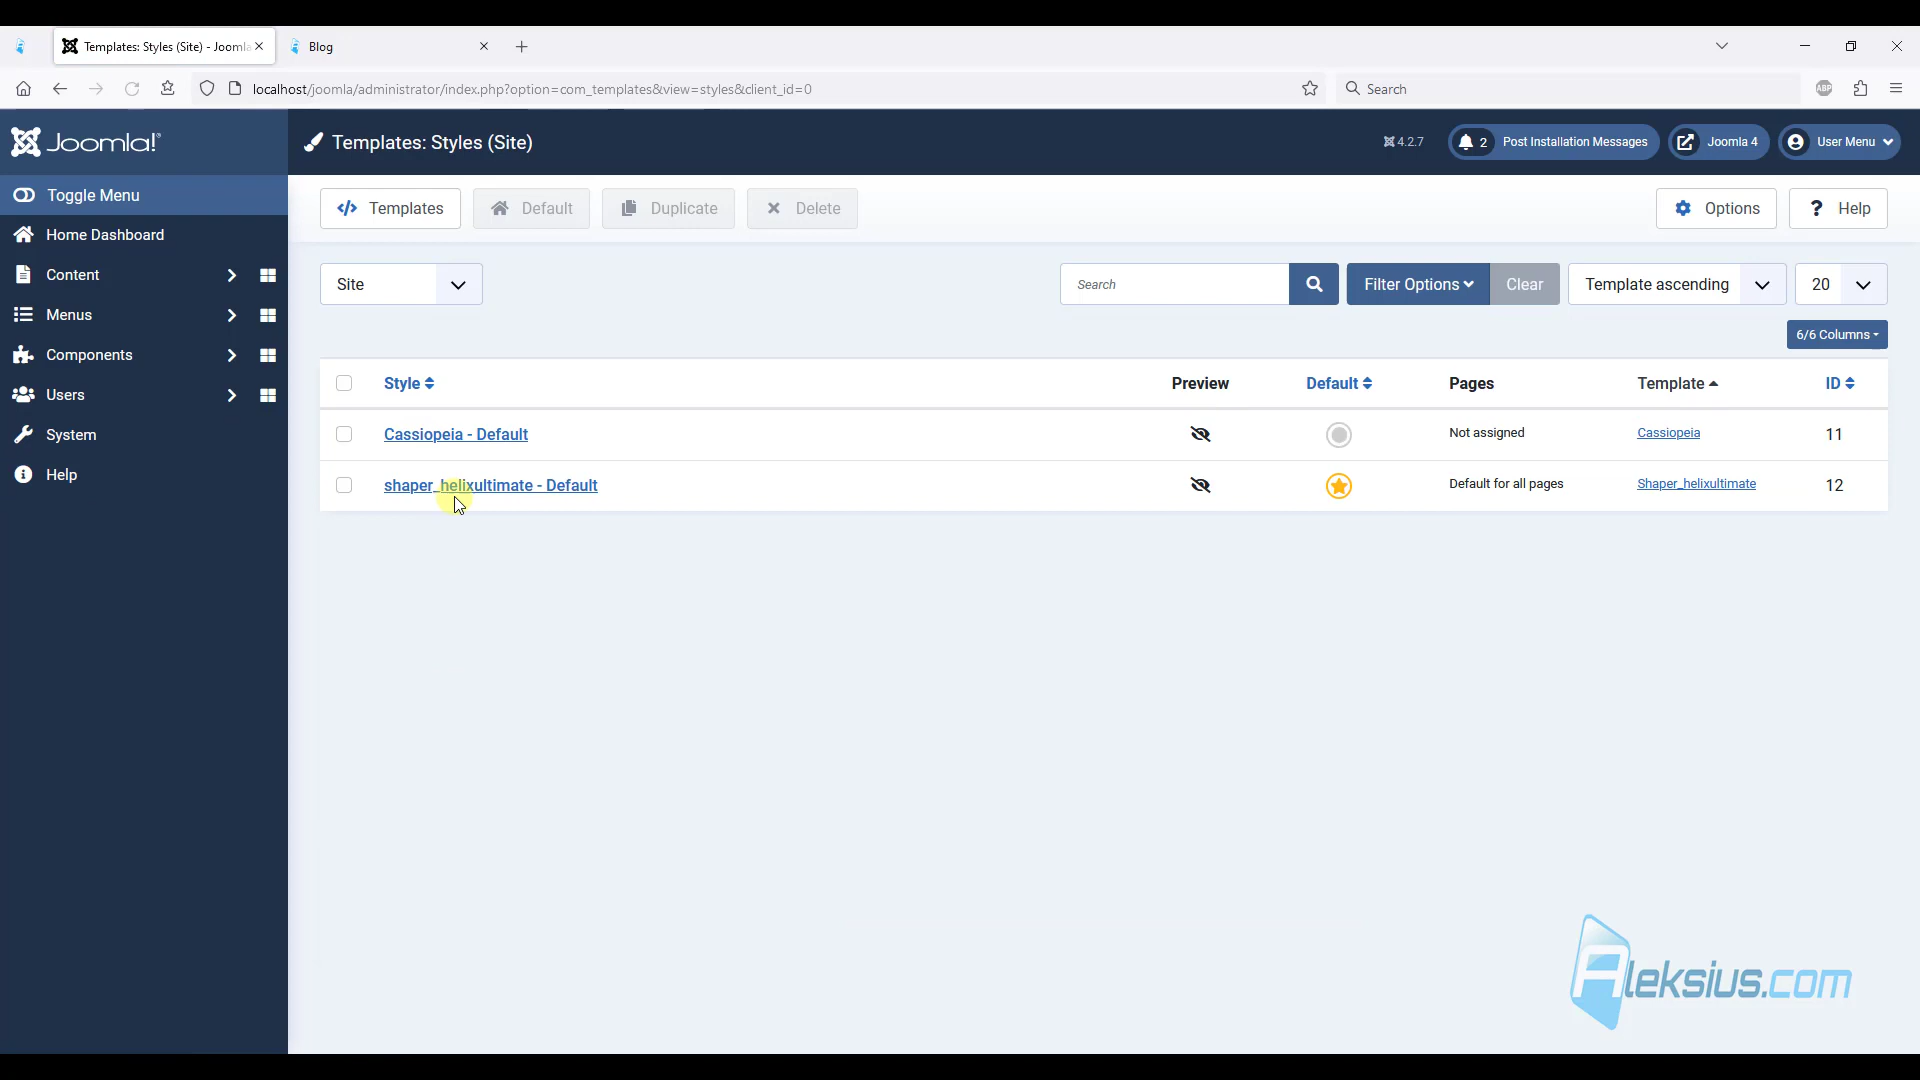 Templates: Styles (Site) - Joomla
Blog
localhost/joomla/administrator/index.php?option=com_templates&view=styles&client_id=0
Search
ABP
Joomla!®
Templates: Styles (Site)
4.2.7
2 Post Installation Messages
Joomla 4
User Menu
Toggle Menu
Home Dashboard
Content
Menus
Components
Users
System
Help
Templates
Default
Duplicate
Delete
Options
? Help
Site
Search
Filter Options
Clear
Template ascending
20
6/6 Columns
Style Preview Default Pages Template ID
Cassiopeia - Default Not assigned Cassiopeia 11
shaper_helixultimate - Default Default for all pages Shaper_helixultimate 12
Aleksius.com